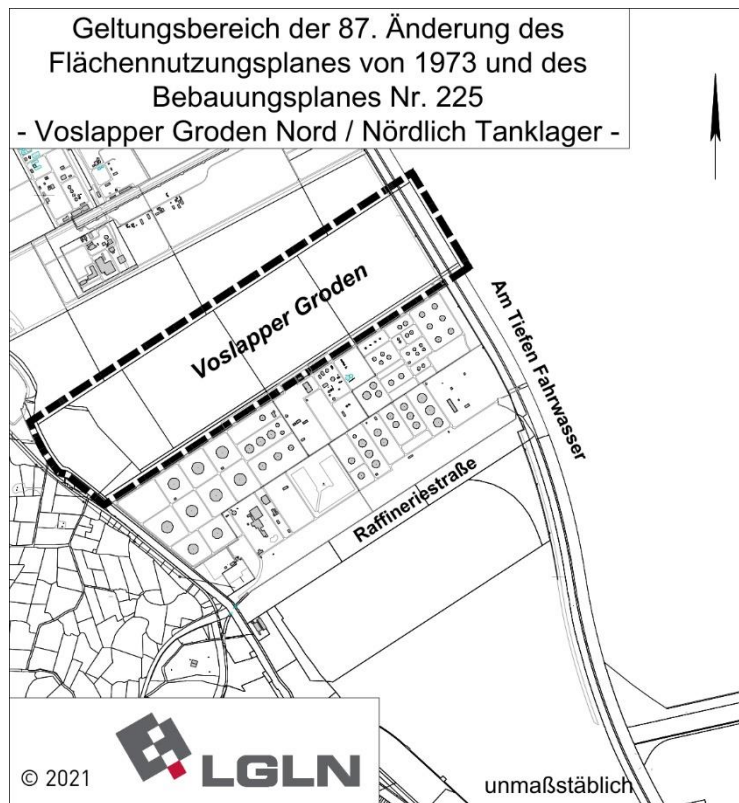 Geltungsbereich der 87. Änderung des
Flächennutzungsplanes von 1973 und des
Bebauungsplanes Nr. 225
- Voslapper Groden Nord / Nördlich Tanklager -
Voslapper Groden
Am Tiefen Fahrwasser
Raffineriestraße
© 2021
LGLN
unmaßstäblich